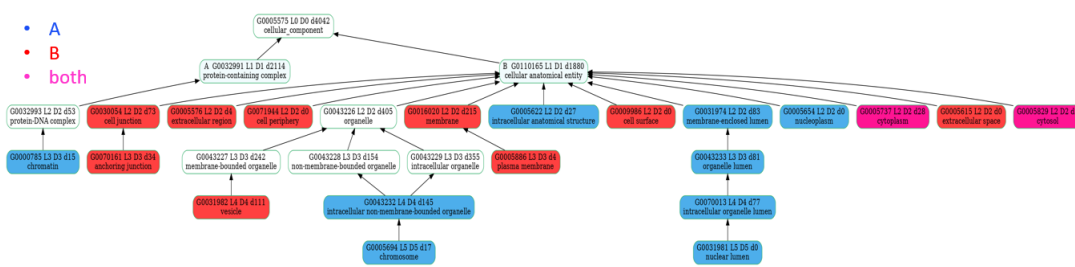 • A
• B
• both
G0005575 L0 D0 d4042
cellular_component
A G0032991 L1 D1 d2114
protein-containing complex
B G0110165 L1 D1 d1880
cellular anatomical entity
G0032993 L2 D2 d53
protein-DNA complex
G0030054 L2 D2 d73
cell junction
G0005576 L2 D2 d4
extracellular region
G0071944 L2 D2 d0
cell periphery
G0043226 L2 D2 d405
organelle
G0016020 L2 D2 d215
membrane
G0005622 L2 D2 d27
intracellular anatomical structure
G0009986 L2 D2 d0
cell surface
G0031974 L2 D2 d83
membrane-enclosed lumen
G0005654 L2 D2 d0
nucleoplasm
G0005737 L2 D2 d28
cytoplasm
G0005615 L2 D2 d0
extracellular space
G0005829 L2 D2 d
cytosol
G0000785 L3 D3 d15
chromatin
G0070161 L3 D3 d34
anchoring junction
G0043227 L3 D3 d242
membrane-bounded organelle
G0043228 L3 D3 d154
non-membrane-bounded organelle
G0043229 L3 D3 d355
intracellular organelle
G0005886 L3 D3 d4
plasma membrane
G0043233 L3 D3 d81
organelle lumen
G0031982 L4 D4 d111
vesicle
G0043232 L4 D4 d145
intracellular non-membrane-bounded organelle
G0070013 L4 D4 d77
intracellular organelle lumen
G0005694 L5 D5 d17
chromosome
G0031981 L5 D5 d0
nuclear lumen